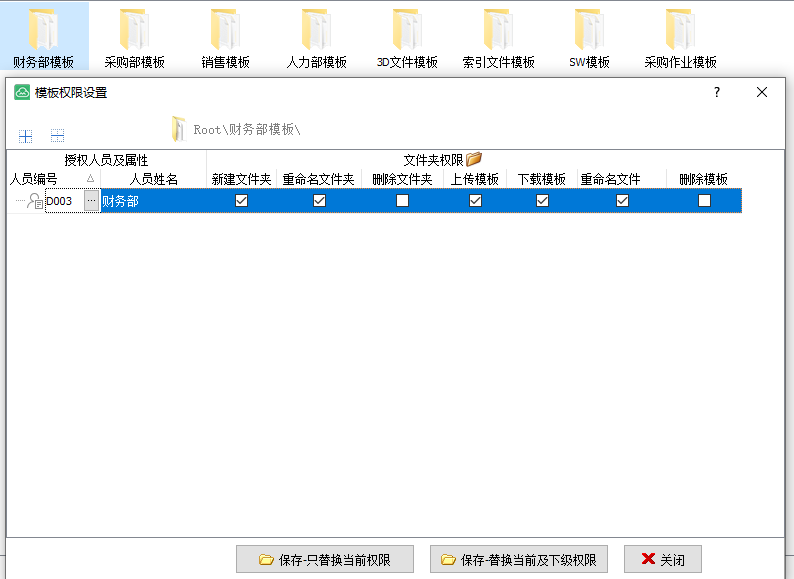 财务部模板 采购部模板 销售模板 人力部模板 3D文件模板 索引文件模板 SW模板 采购作业模板
模板权限设置 ?
Root\财务部模板\
授权人员及属性 文件夹权限
人员编号 人员姓名 新建文件夹 重命名文件夹 删除文件夹 上传模板 下载模板 重命名文件 删除模板
D003 ... 财务部
保存-只替换当前权限 保存-替换当前及下级权限 关闭